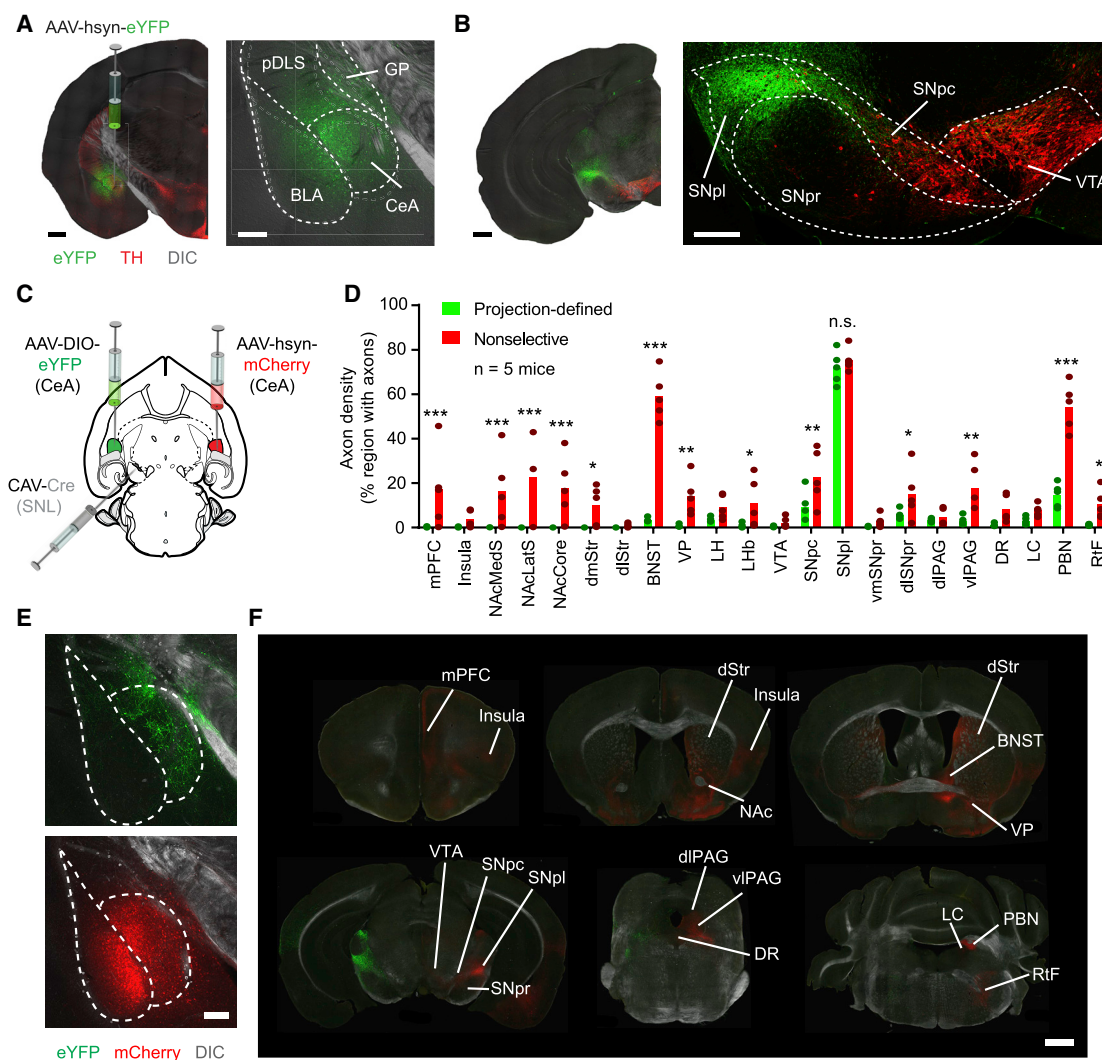 A
AAV-hsyn-eYFP
eYFP TH DIC
pDLS
GP
BLA
CeA
B
SNpc
SNpl
SNpr
VTA
C
AAV-DIO-
eYFP
(CeA)
AAV-hsyn-
mCherry
(CeA)
CAV-Cre
(SNL)
D
Projection-defined
Nonselective
n = 5 mice
Axon density
(% region with axons)
100
80
60
40
20
0
***
***
***
***
*
***
**
*
**
n.s.
*
**
***
*
mPFC
Insula
NAcMedS
NAcLatS
NAcCore
dmStr
dlStr
BNST
VP
LH
LHb
VTA
SNpc
SNpl
vmSNpr
dlSNpr
dlPAG
vlPAG
DR
LC
PBN
RtF
E
eYFP mCherry DIC
F
mPFC
Insula
dStr
Insula
NAc
dStr
BNST
VP
VTA
SNpc
SNpl
SNpr
dlPAG
vlPAG
DR
LC
PBN
RtF